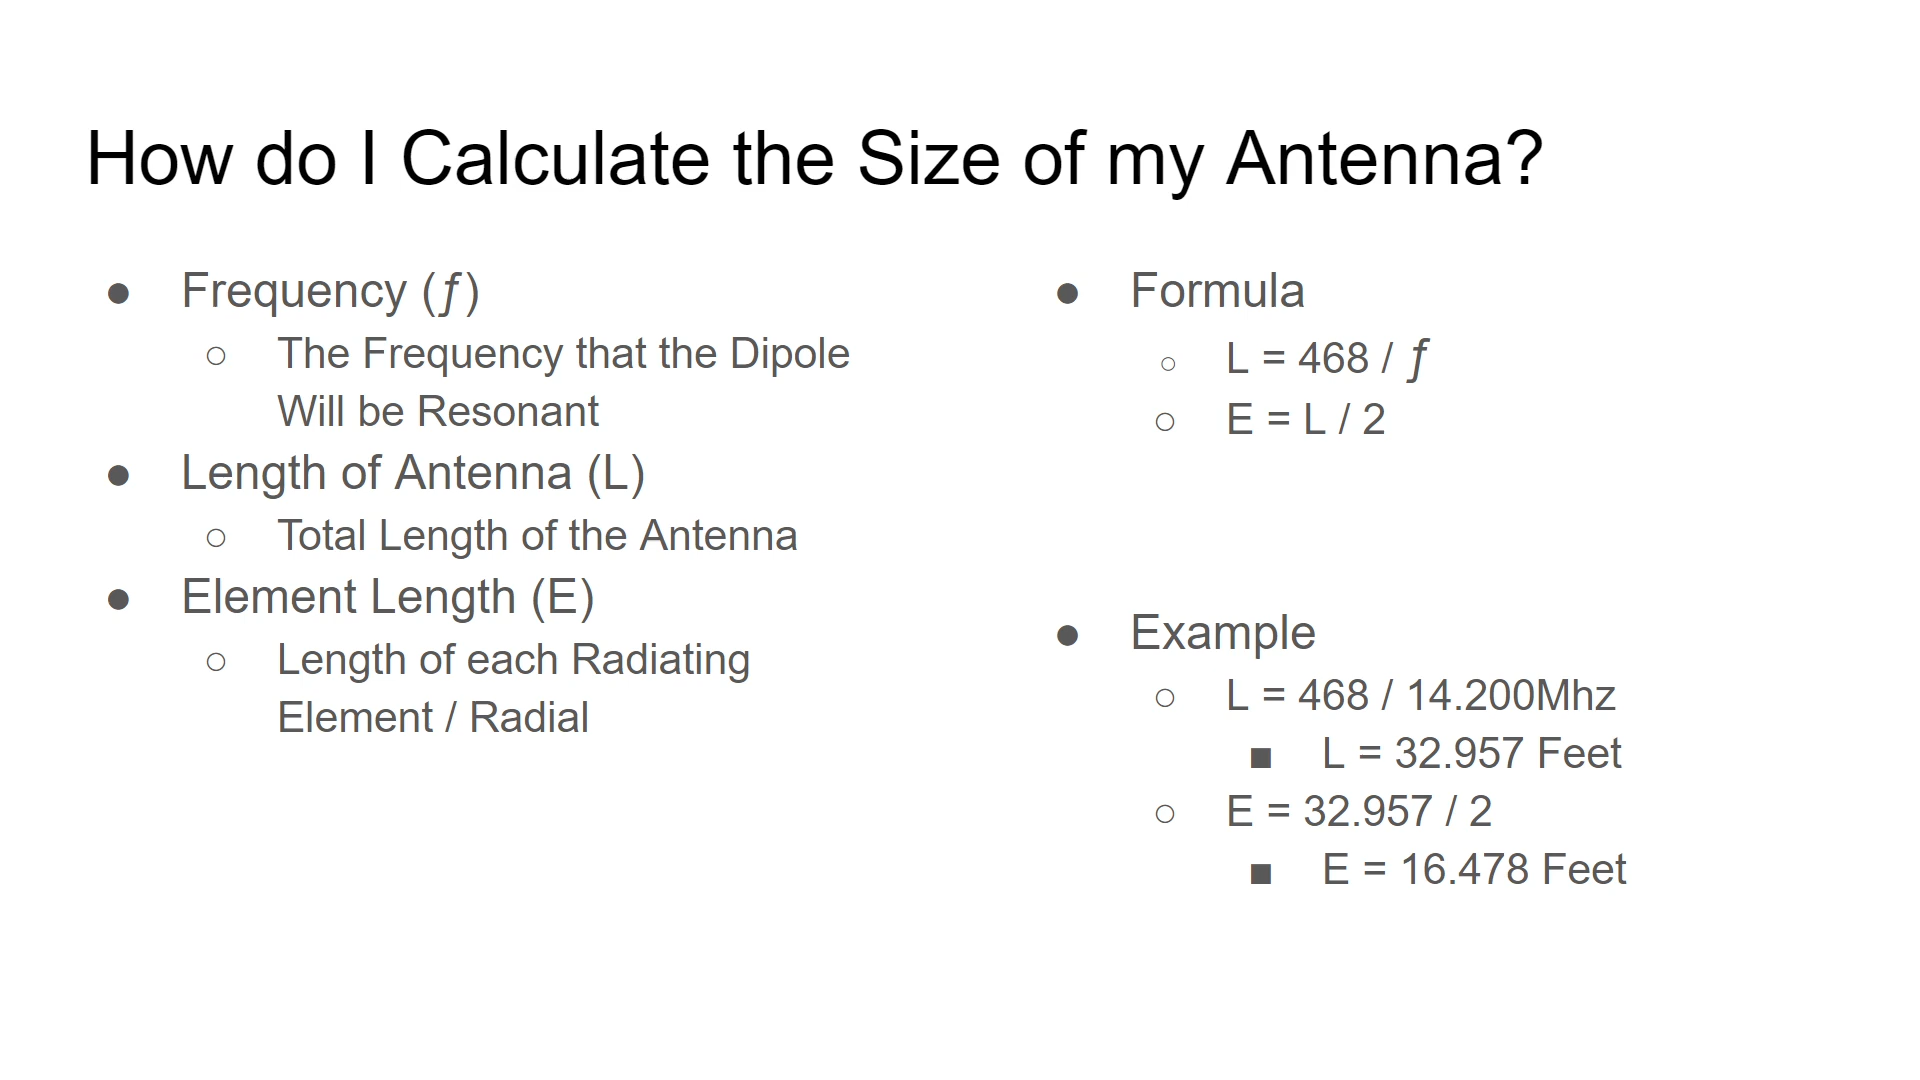 How do I Calculate the Size of my Antenna?
● Frequency (ƒ)
○ The Frequency that the Dipole
Will be Resonant
● Length of Antenna (L)
○ Total Length of the Antenna
● Element Length (E)
○ Length of each Radiating
Element / Radial
● Formula
○ L = 468 / ƒ
○ E = L / 2
● Example
○ L = 468 / 14.200Mhz
■ L = 32.957 Feet
○ E = 32.957 / 2
■ E = 16.478 Feet